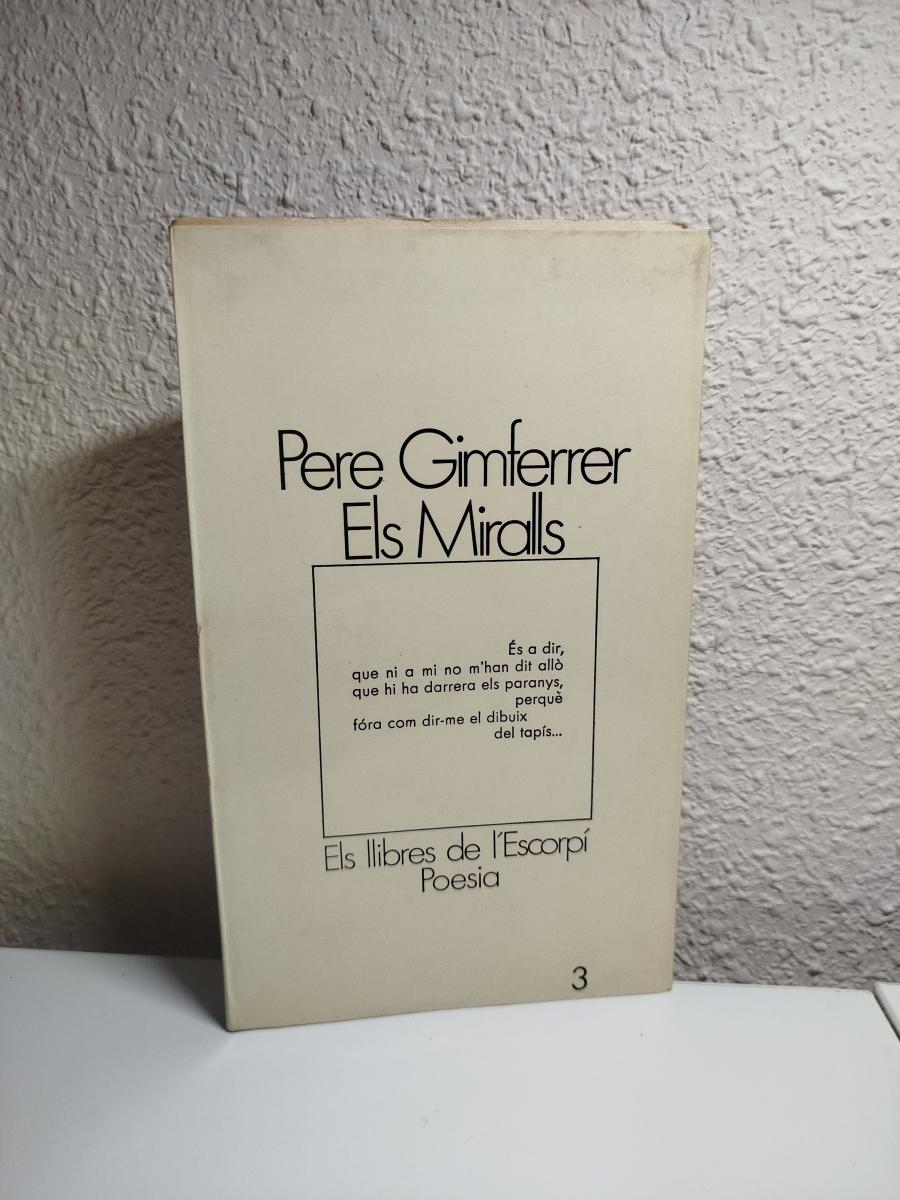 Pere Gimferrer
Els Miralls
És a dir,
que ni a mi no m'han dit allò
que hi ha darrera els paranys,
perquè
fóra com dir-me el dibuix
del tapís...
Els llibres de l'Escorpí
Poesia
3